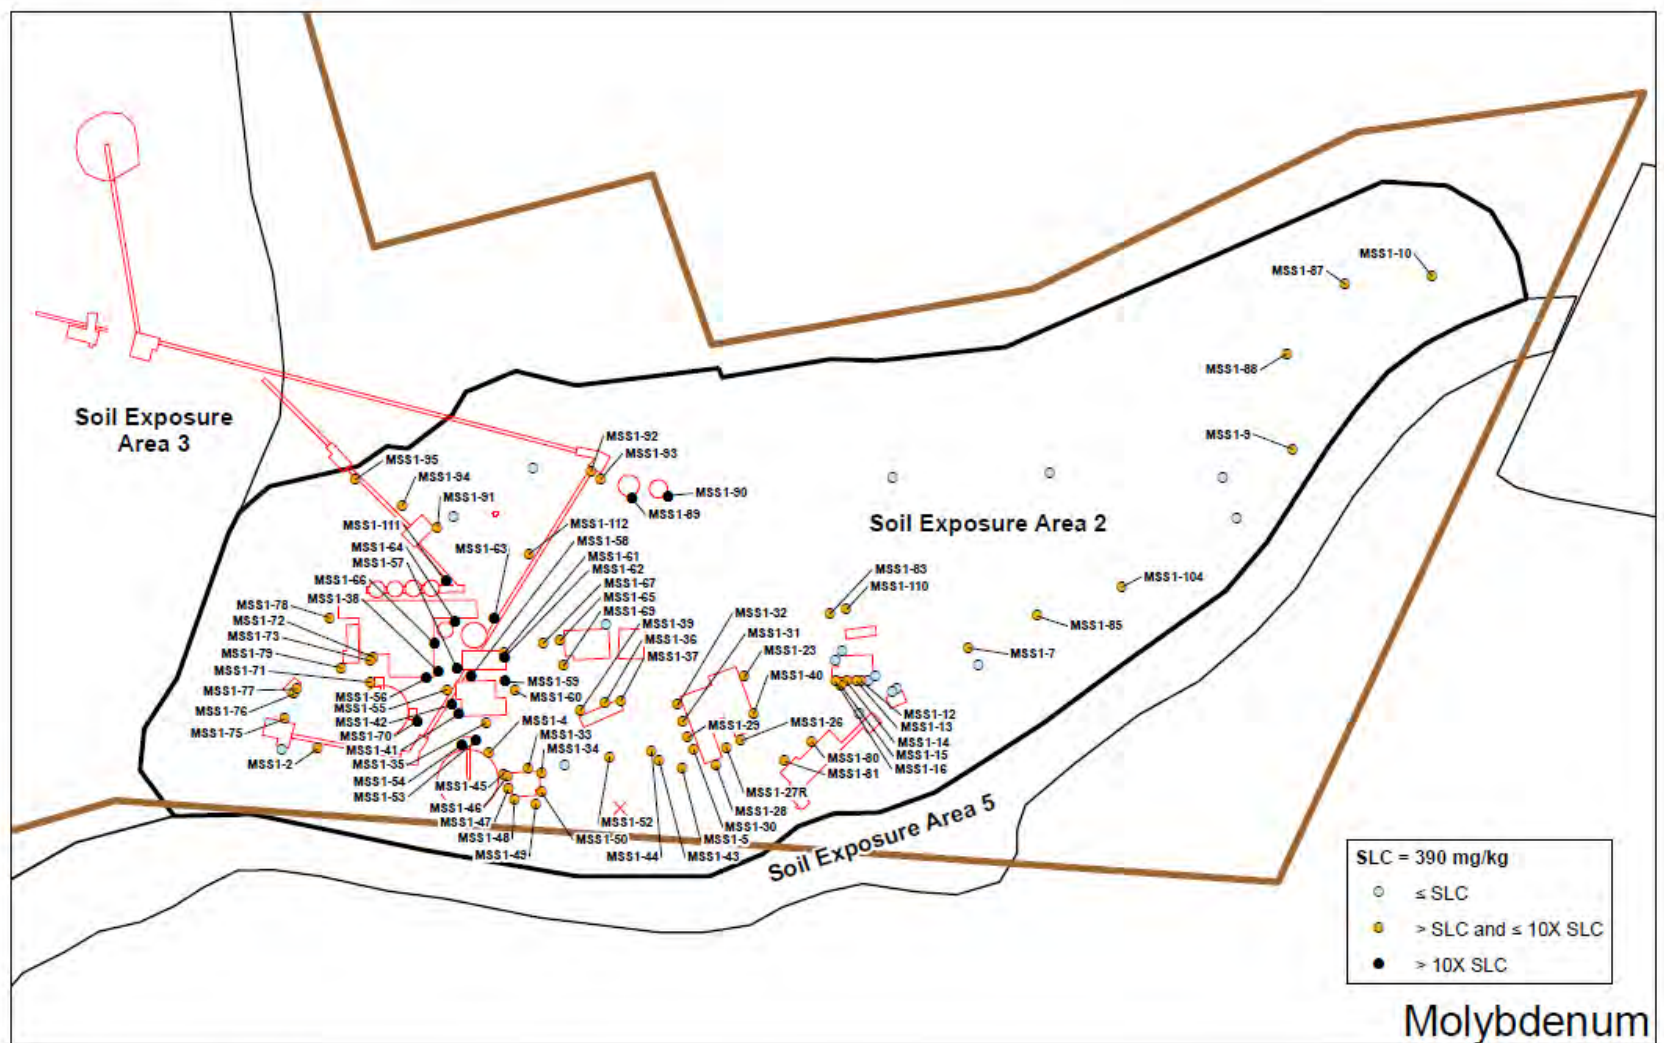 MSS1-10
MSS1-87
MSS1-88
Soil Exposure
Area 3
MSS1-9
MSS1-92
MSS1-93
MSS1-95
MSS1-94
MSS1-91
MSS1-90
MSS1-89
Soil Exposure Area 2
MSS1-111
MSS1-112
MSS1-58
MSS1-64
MSS1-63
MSS1-61
MSS1-57
MSS1-62
MSS1-66
MSS1-67
MSS1-38
MSS1-65
MSS1-69
MSS1-83
MSS1-110
MSS1-104
MSS1-78
MSS1-72
MSS1-73
MSS1-79
MSS1-71
MSS1-77
MSS1-76
MSS1-75
MSS1-2
MSS1-39
MSS1-36
MSS1-37
MSS1-32
MSS1-31
MSS1-23
MSS1-40
MSS1-85
MSS1-7
MSS1-56
MSS1-55
MSS1-42
MSS1-70
MSS1-41
MSS1-35
MSS1-54
MSS1-53
MSS1-59
MSS1-60
MSS1-4
MSS1-33
MSS1-34
MSS1-29
MSS1-26
MSS1-12
MSS1-13
MSS1-14
MSS1-15
MSS1-16
MSS1-80
MSS1-81
MSS1-45
MSS1-46
MSS1-47
MSS1-48
MSS1-49
MSS1-50
MSS1-52
MSS1-44
MSS1-43
MSS1-5
MSS1-30
MSS1-28
MSS1-27R
Soil Exposure Area 5
SLC = 390 mg/kg
≤ SLC
> SLC and ≤ 10X SLC
> 10X SLC
Molybdenum